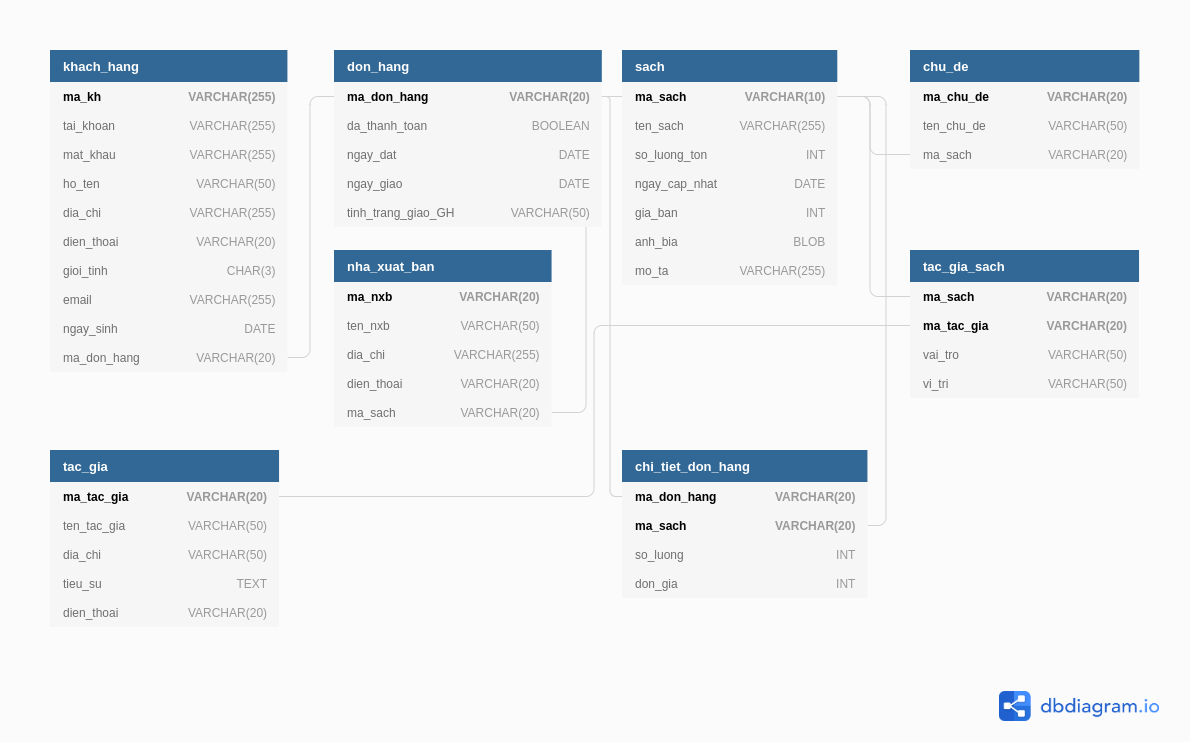 khach_hang
ma_kh VARCHAR(255)
tai_khoan VARCHAR(255)
mat_khau VARCHAR(255)
ho_ten VARCHAR(50)
dia_chi VARCHAR(255)
dien_thoai VARCHAR(20)
gioi_tinh CHAR(3)
email VARCHAR(255)
ngay_sinh DATE
ma_don_hang VARCHAR(20)
don_hang
ma_don_hang VARCHAR(20)
da_thanh_toan BOOLEAN
ngay_dat DATE
ngay_giao DATE
tinh_trang_giao_GH VARCHAR(50)
sach
ma_sach VARCHAR(10)
ten_sach VARCHAR(255)
so_luong_ton INT
ngay_cap_nhat DATE
gia_ban INT
anh_bia BLOB
mo_ta VARCHAR(255)
chu_de
ma_chu_de VARCHAR(20)
ten_chu_de VARCHAR(50)
ma_sach VARCHAR(20)
nha_xuat_ban
ma_nxb VARCHAR(20)
ten_nxb VARCHAR(50)
dia_chi VARCHAR(255)
dien_thoai VARCHAR(20)
ma_sach VARCHAR(20)
tac_gia_sach
ma_sach VARCHAR(20)
ma_tac_gia VARCHAR(20)
vai_tro VARCHAR(50)
vi_tri VARCHAR(50)
tac_gia
ma_tac_gia VARCHAR(20)
ten_tac_gia VARCHAR(50)
dia_chi VARCHAR(50)
tieu_su TEXT
dien_thoai VARCHAR(20)
chi_tiet_don_hang
ma_don_hang VARCHAR(20)
ma_sach VARCHAR(20)
so_luong INT
don_gia INT
dbdiagram.io